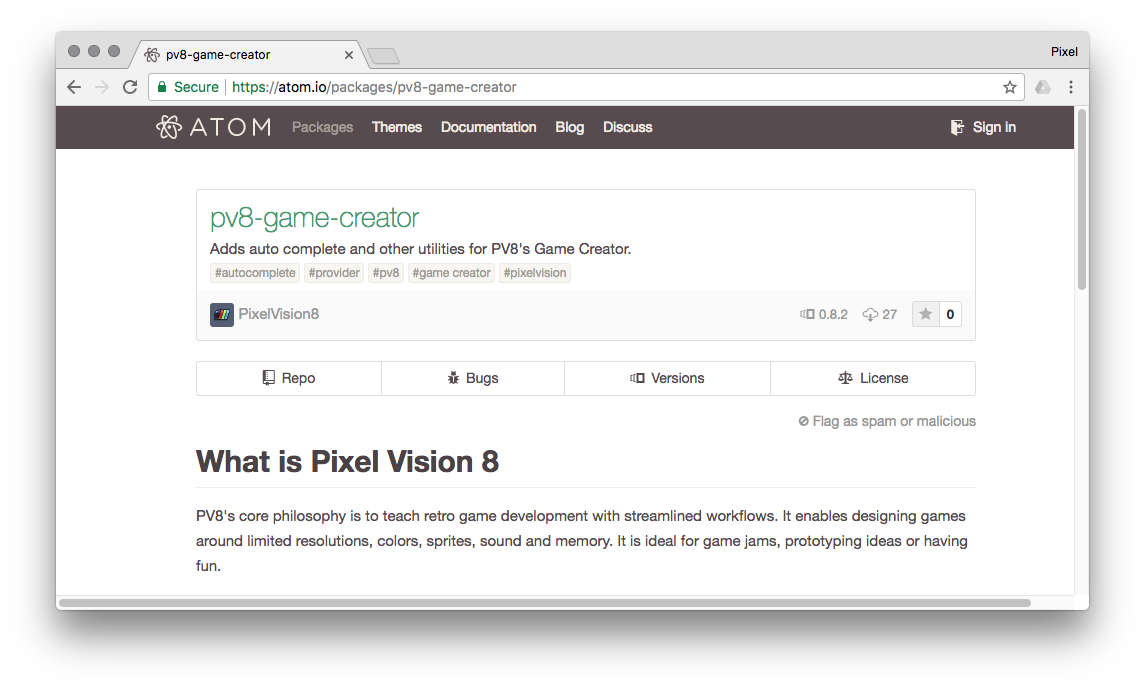 pv8-game-creator
Pixel
Secure https://atom.io/packages/pv8-game-creator
ATOM Packages Themes Documentation Blog Discuss Sign in
pv8-game-creator
Adds auto complete and other utilities for PV8's Game Creator.
#autocomplete #provider #pv8 #game creator #pixelvision
PixelVision8 0.8.2 27 0
Repo Bugs Versions License
Flag as spam or malicious
What is Pixel Vision 8
PV8's core philosophy is to teach retro game development with streamlined workflows. It enables designing games
around limited resolutions, colors, sprites, sound and memory. It is ideal for game jams, prototyping ideas or having
fun.